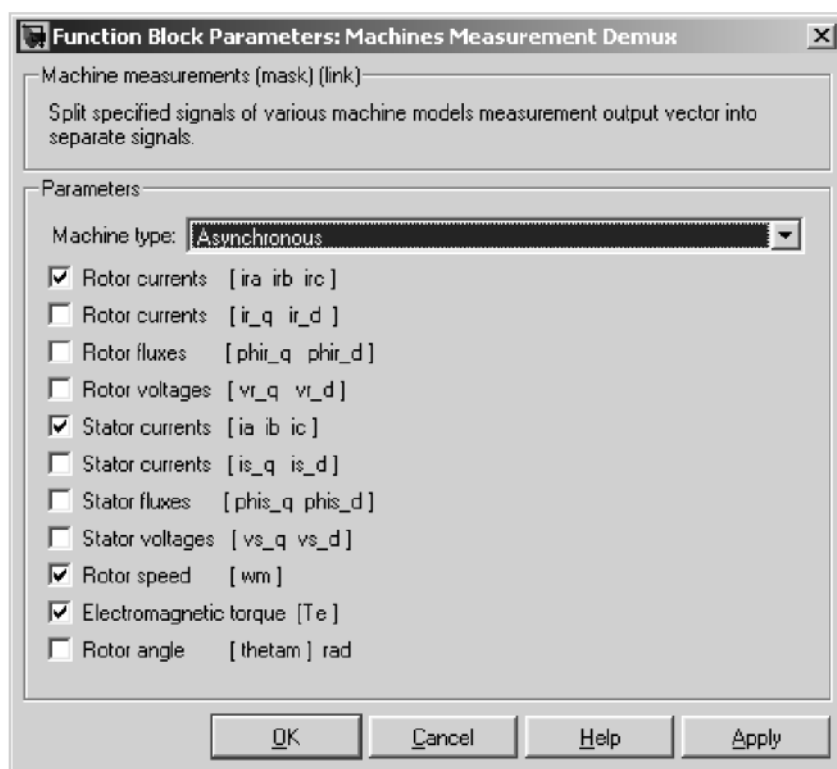 Function Block Parameters: Machines Measurement Demux
Machine measurements (mask) (link)
Split specified signals of various machine models measurement output vector into
separate signals.
Parameters
Machine type: Asynchronous
Rotor currents [ ira irb irc ]
Rotor currents [ ir_q ir_d ]
Rotor fluxes [ phir_q phir_d ]
Rotor voltages [ vr_q vr_d ]
Stator currents [ ia ib ic ]
Stator currents [ is_q is_d ]
Stator fluxes [ phis_q phis_d ]
Stator voltages [ vs_q vs_d ]
Rotor speed [ wm ]
Electromagnetic torque [Te ]
Rotor angle [ thetam ] rad
OK Cancel Help Apply